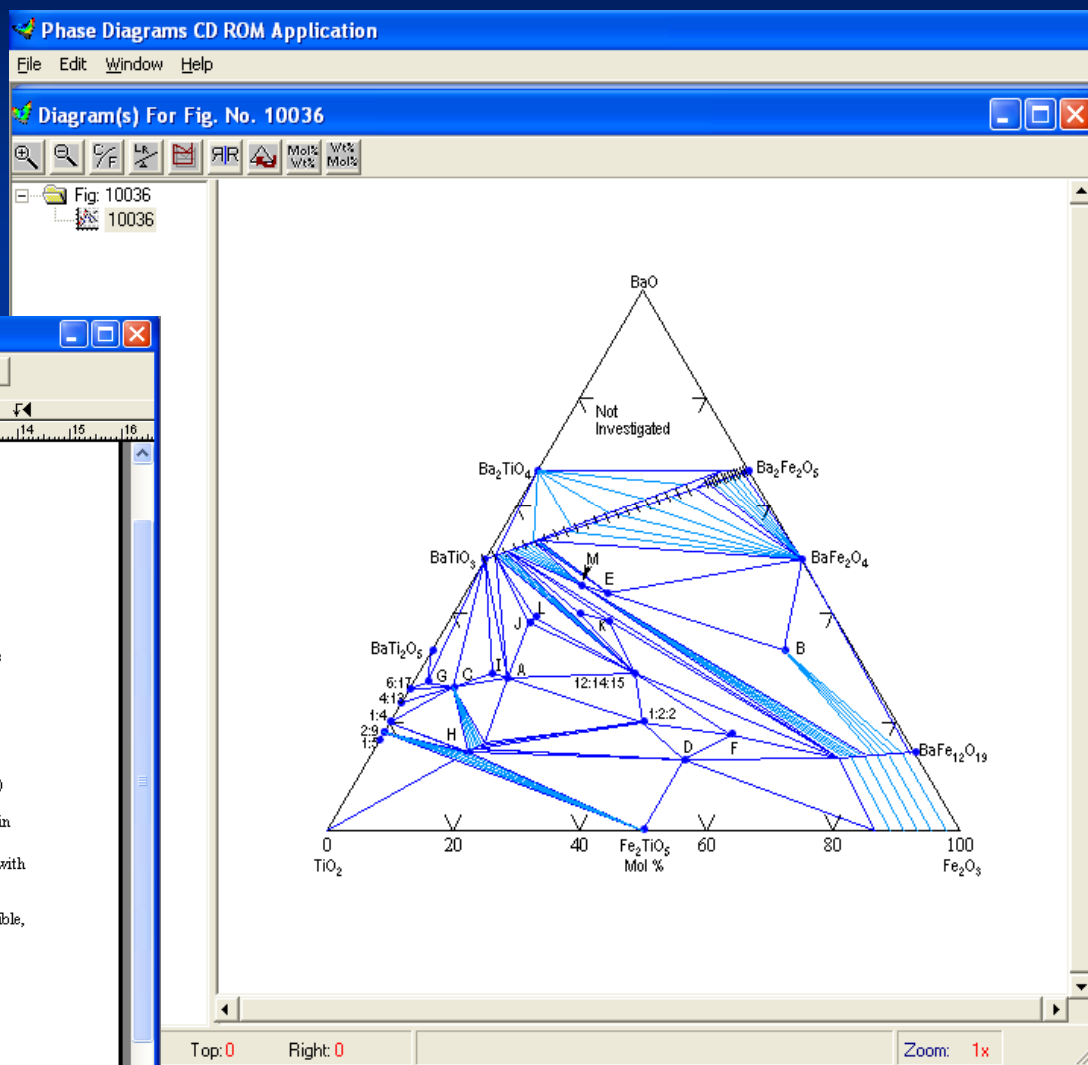 Phase Diagrams CD ROM Application
File Edit Window Help
Diagram(s) For Fig. No. 10036
C/F LR RIR Mol% Wt% Wt% Mol%
Fig: 10036
10036
BaO
Not
Investigated
Ba₂TiO₄
Ba₂Fe₂O₅
BaTiO₃
BaFe₂O₄
M
E
L
J
K
BaTi₂O₅
B
6:17
G
C
I
A
4:13
12:14:15
1:4
1:2:2
2:9
1:5
H
D
F
BaFe₁₂O₁₉
0
20
40
Fe₂TiO₅
60
80
100
TiO₂
Mol %
Fe₂O₃
14 15 16
)
in
with
ible,
Top: 0 Right: 0
Zoom: 1x